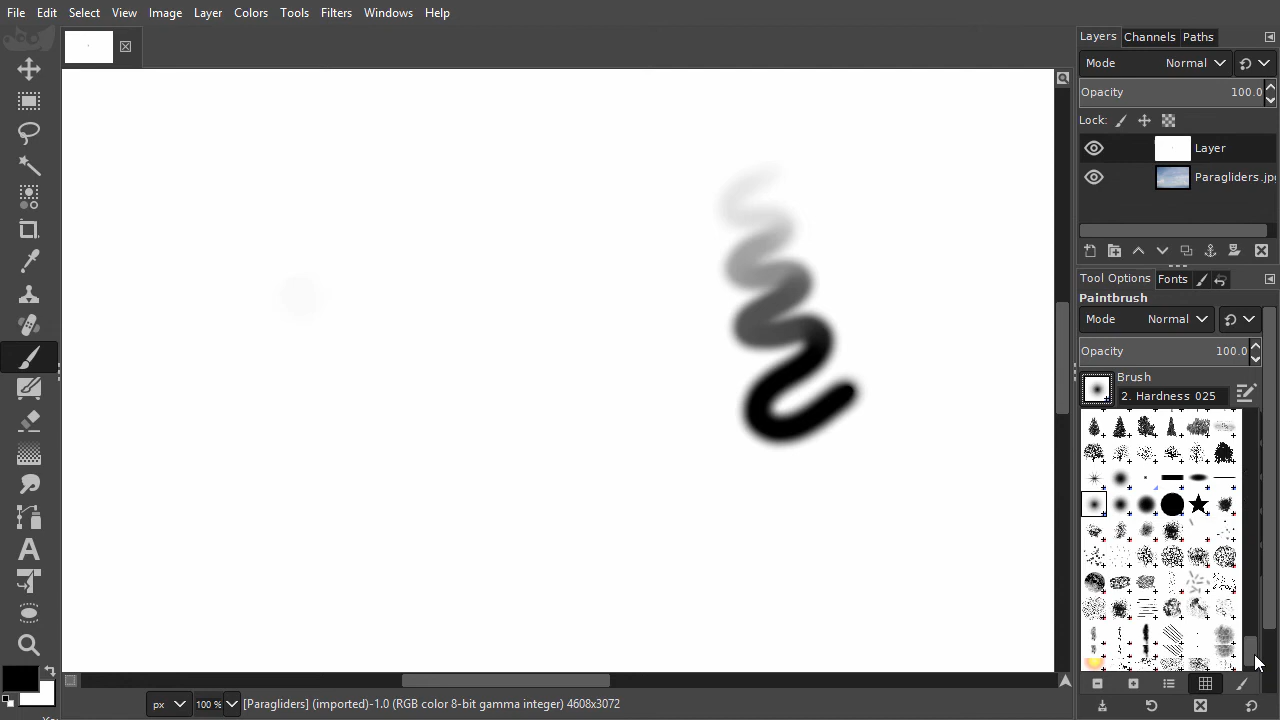 File Edit Select View Image Layer Colors Tools Filters Windows Help
Layers Channels Paths
Mode Normal
Opacity 100.0
Lock:
Layer
Paragliders.jpg
Tool Options Fonts
Paintbrush
Mode Normal
Opacity 100.0
Brush
2. Hardness 025
A
px 100 % [Paragliders] (imported)-1.0 (RGB color 8-bit gamma integer) 4608x3072